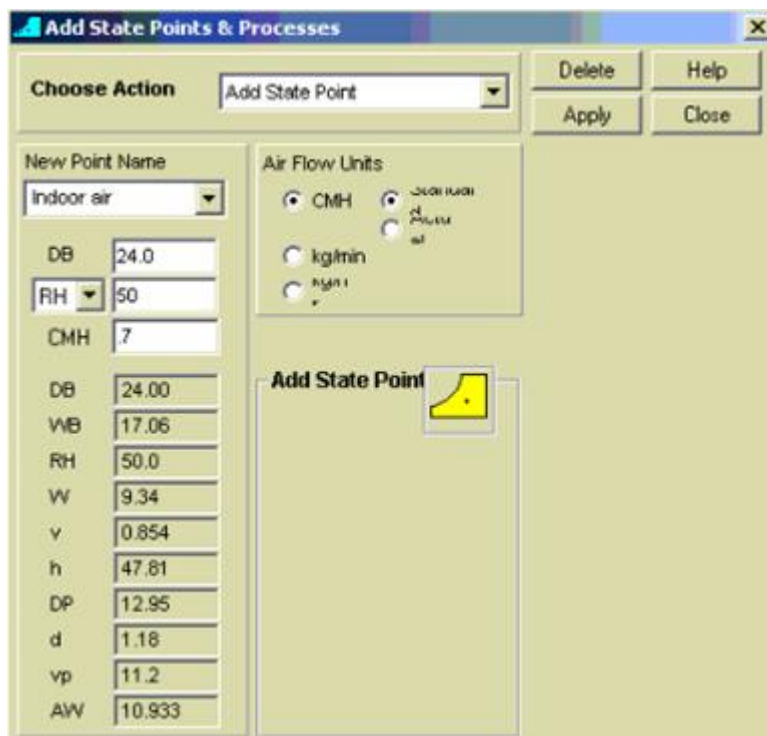 Add State Points & Processes
Choose Action
Add State Point
Delete
Help
Apply
Close
New Point Name
Indoor air
DB
24.0
RH
50
CMH
.7
DB
24.00
WB
17.06
RH
50.0
W
9.34
v
0.854
h
47.81
DP
12.95
d
1.18
vp
11.2
AW
10.933
Air Flow Units
CMH
kg/min
Add State Point